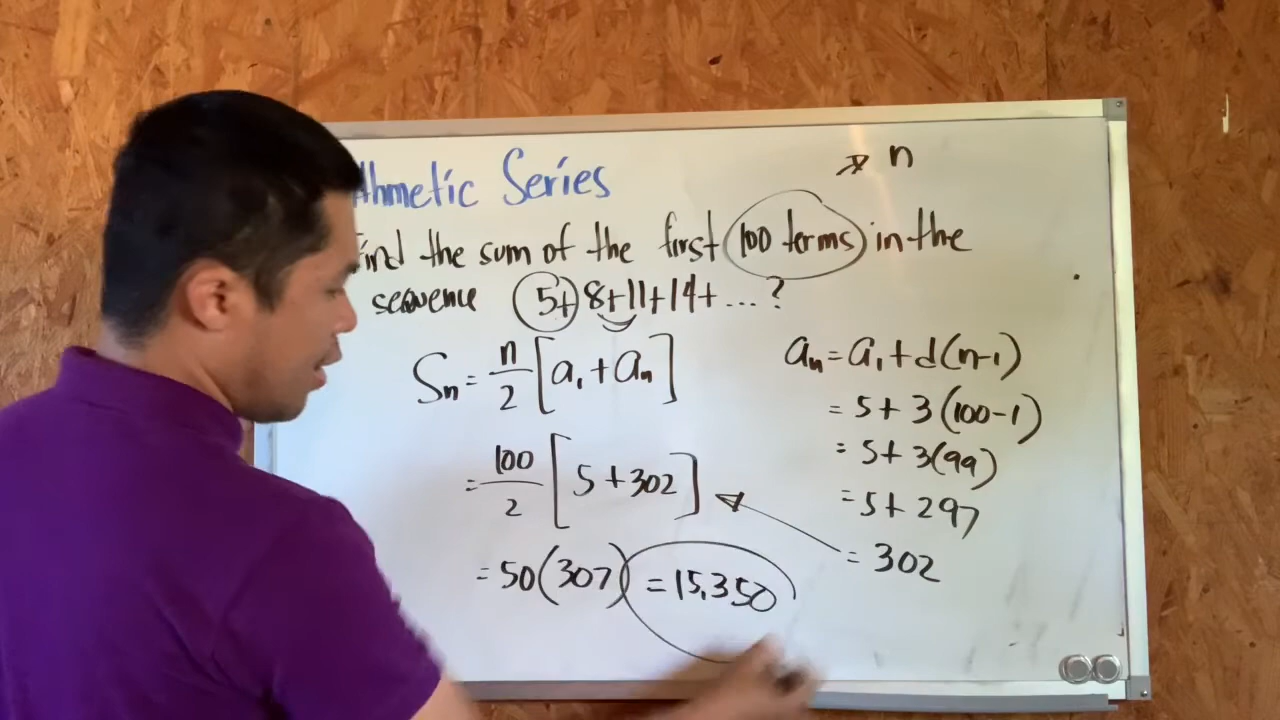 thmetic Series
→ n
Find the sum of the first 100 terms in the
sequence 5+8+11+14+ ... ?
Sn = n/2 [a₁ + aₙ]
= 100/2 [5 + 302]
= 50(307) = 15,350
aₙ = a₁ + d(n-1)
= 5 + 3(100-1)
= 5 + 3(99)
= 5 + 297
= 302